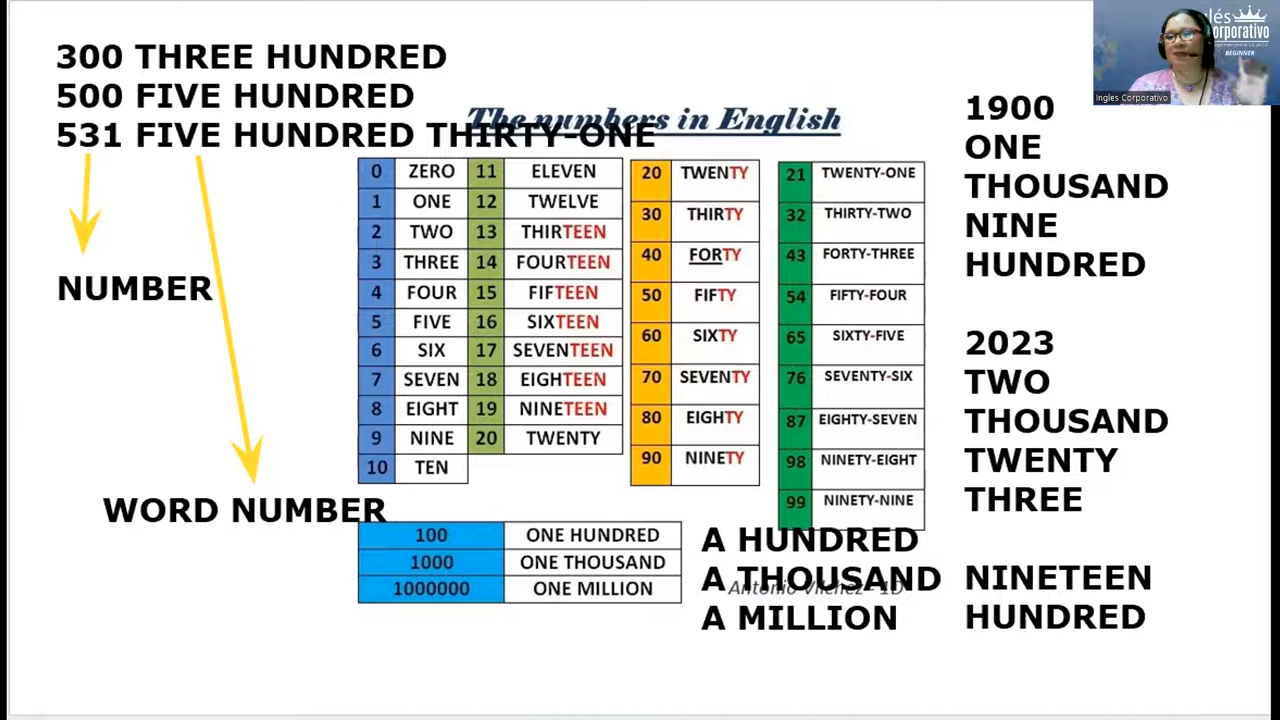 300 THREE HUNDRED
500 FIVE HUNDRED
531 FIVE HUNDRED THIRTY-ONE
NUMBER
WORD NUMBER
The numbers in English
0 ZERO
1 ONE
2 TWO
3 THREE
4 FOUR
5 FIVE
6 SIX
7 SEVEN
8 EIGHT
9 NINE
10 TEN
11 ELEVEN
12 TWELVE
13 THIRTEEN
14 FOURTEEN
15 FIFTEEN
16 SIXTEEN
17 SEVENTEEN
18 EIGHTEEN
19 NINETEEN
20 TWENTY
20 TWENTY
30 THIRTY
40 FORTY
50 FIFTY
60 SIXTY
70 SEVENTY
80 EIGHTY
90 NINETY
21 TWENTY-ONE
32 THIRTY-TWO
43 FORTY-THREE
54 FIFTY-FOUR
65 SIXTY-FIVE
76 SEVENTY-SIX
87 EIGHTY-SEVEN
98 NINETY-EIGHT
99 NINETY-NINE
100 ONE HUNDRED
1000 ONE THOUSAND
1000000 ONE MILLION
A HUNDRED
A THOUSAND
A MILLION
Antonio Vilchez - 1D
1900
ONE
THOUSAND
NINE
HUNDRED
2023
TWO
THOUSAND
TWENTY
THREE
NINETEEN
HUNDRED
lés
orporativo
BEGINNER
Ingles Corporativo